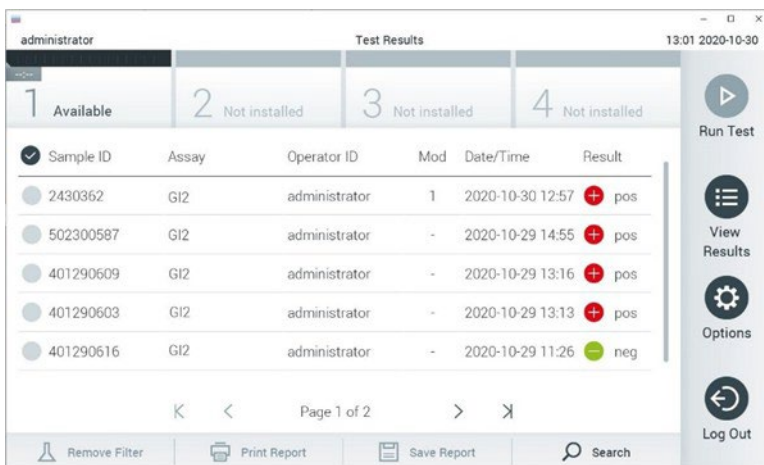 administrator Test Results 13:01 2020-10-30
1 Available 2 Not installed 3 Not installed 4 Not installed
Run Test
Sample ID Assay Operator ID Mod Date/Time Result
2430362 GI2 administrator 1 2020-10-30 12:57 pos
502300587 GI2 administrator - 2020-10-29 14:55 pos
401290609 GI2 administrator - 2020-10-29 13:16 pos
401290603 GI2 administrator - 2020-10-29 13:13 pos
401290616 GI2 administrator - 2020-10-29 11:26 neg
View
Results
Options
Page 1 of 2
Log Out
Remove Filter Print Report Save Report Search